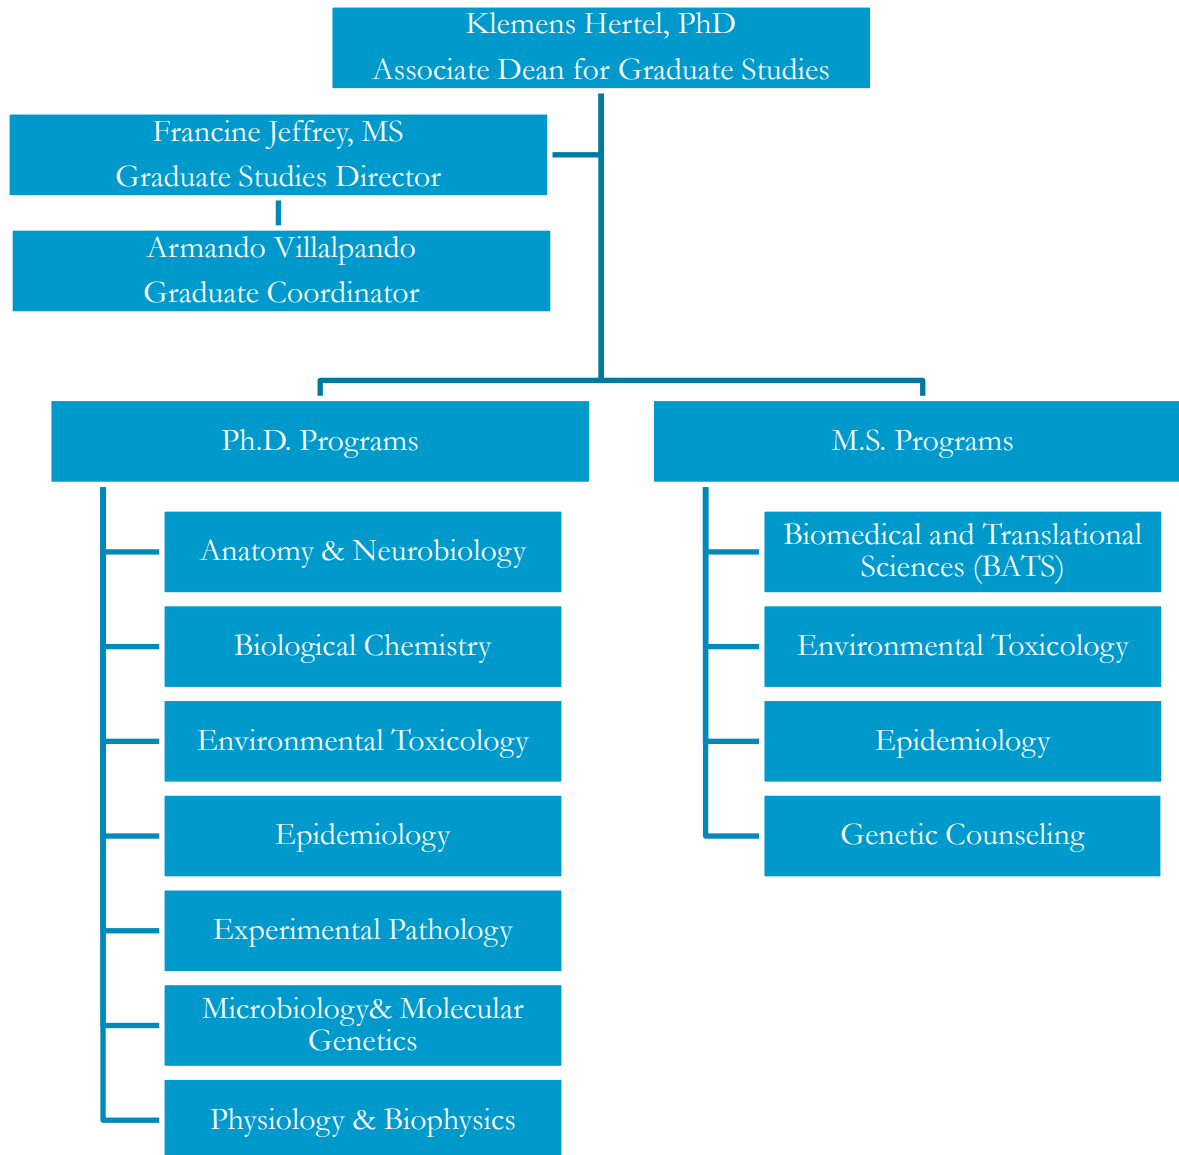 Klemens Hertel, PhD
Associate Dean for Graduate Studies
Francine Jeffrey, MS
Graduate Studies Director
Armando Villalpando
Graduate Coordinator
Ph.D. Programs
Anatomy & Neurobiology
Biological Chemistry
Environmental Toxicology
Epidemiology
Experimental Pathology
Microbiology& Molecular
Genetics
Physiology & Biophysics
M.S. Programs
Biomedical and Translational
Sciences (BATS)
Environmental Toxicology
Epidemiology
Genetic Counseling